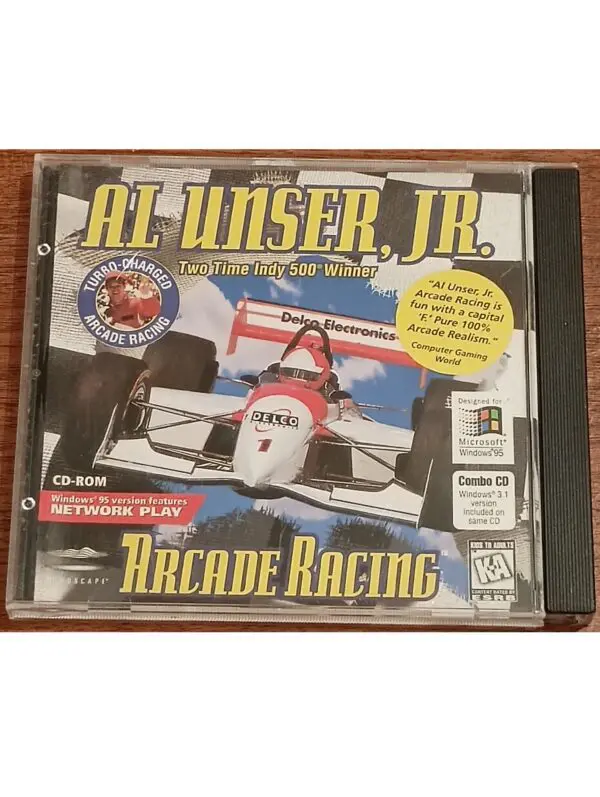 AL UNSER, JR.
Two Time Indy 500® Winner
TURBO-CHARGED
ARCADE RACING
"Al Unser, Jr.
Arcade Racing is
fun with a capital
'F.' Pure 100%
Arcade Realism."
Computer Gaming
World
Delco Electronics
DELCO
1
Designed for
Microsoft®
Windows®95
CD-ROM
Windows® 95 version features
NETWORK PLAY
Combo CD
Windows® 3.1
version
included on
same CD
MINDSCAPE®
ARCADE RACING™
KIDS TO ADULTS
K-A
CONTENT RATED BY
ESRB